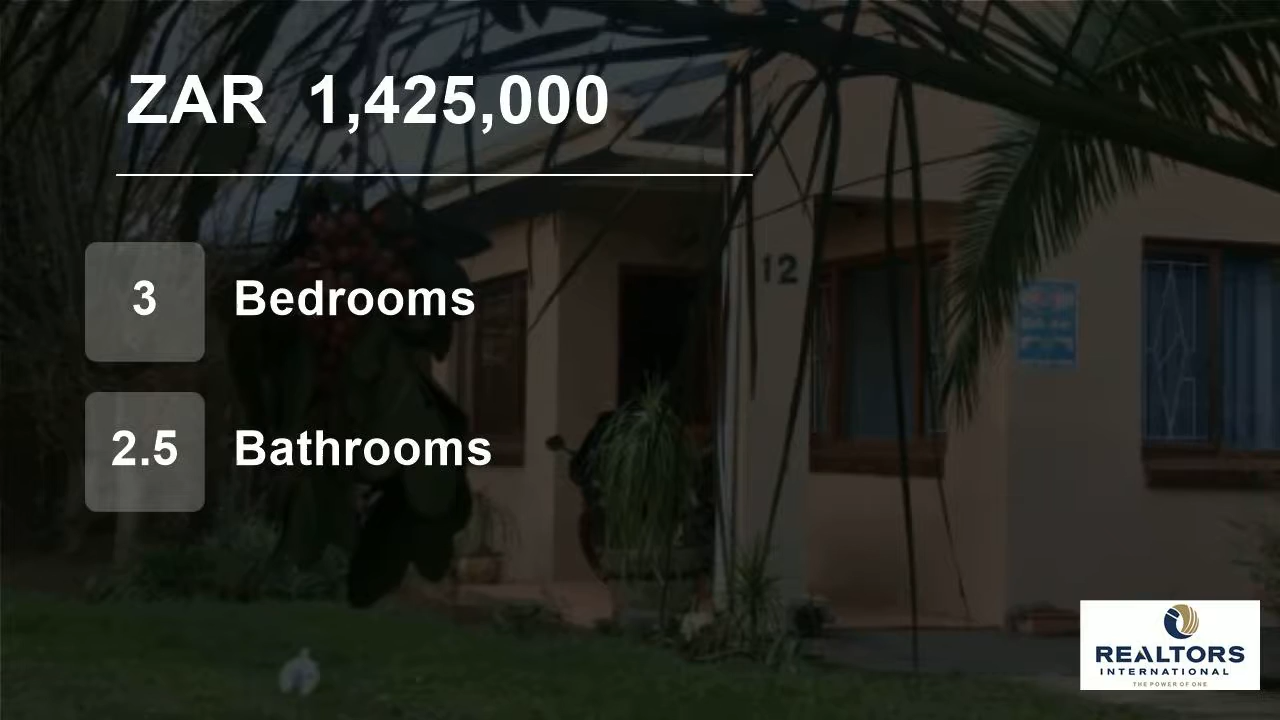 ZAR 1,425,000
3 Bedrooms
2.5 Bathrooms
12
REALTORS
INTERNATIONAL
THE POWER OF ONE